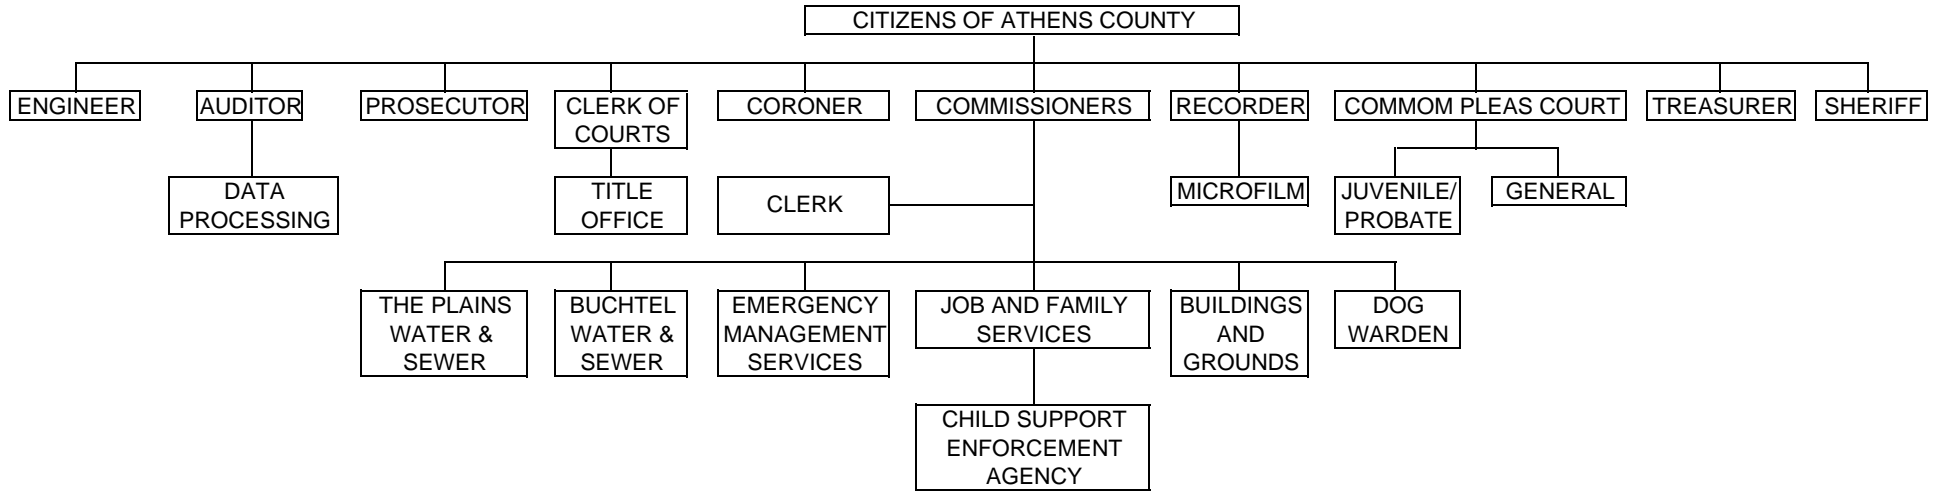 CITIZENS OF ATHENS COUNTY
ENGINEER
AUDITOR
PROSECUTOR
CLERK OF
COURTS
CORONER
COMMISSIONERS
RECORDER
COMMOM PLEAS COURT
TREASURER
SHERIFF
DATA
PROCESSING
TITLE
OFFICE
CLERK
MICROFILM
JUVENILE/
PROBATE
GENERAL
THE PLAINS
WATER &
SEWER
BUCHTEL
WATER &
SEWER
EMERGENCY
MANAGEMENT
SERVICES
JOB AND FAMILY
SERVICES
BUILDINGS
AND
GROUNDS
DOG
WARDEN
CHILD SUPPORT
ENFORCEMENT
AGENCY